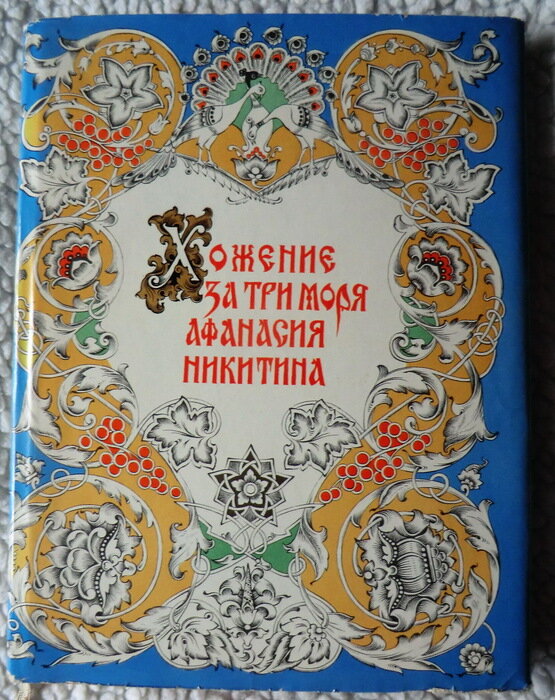 Хожение
за три моря
Афанасия
Никитина